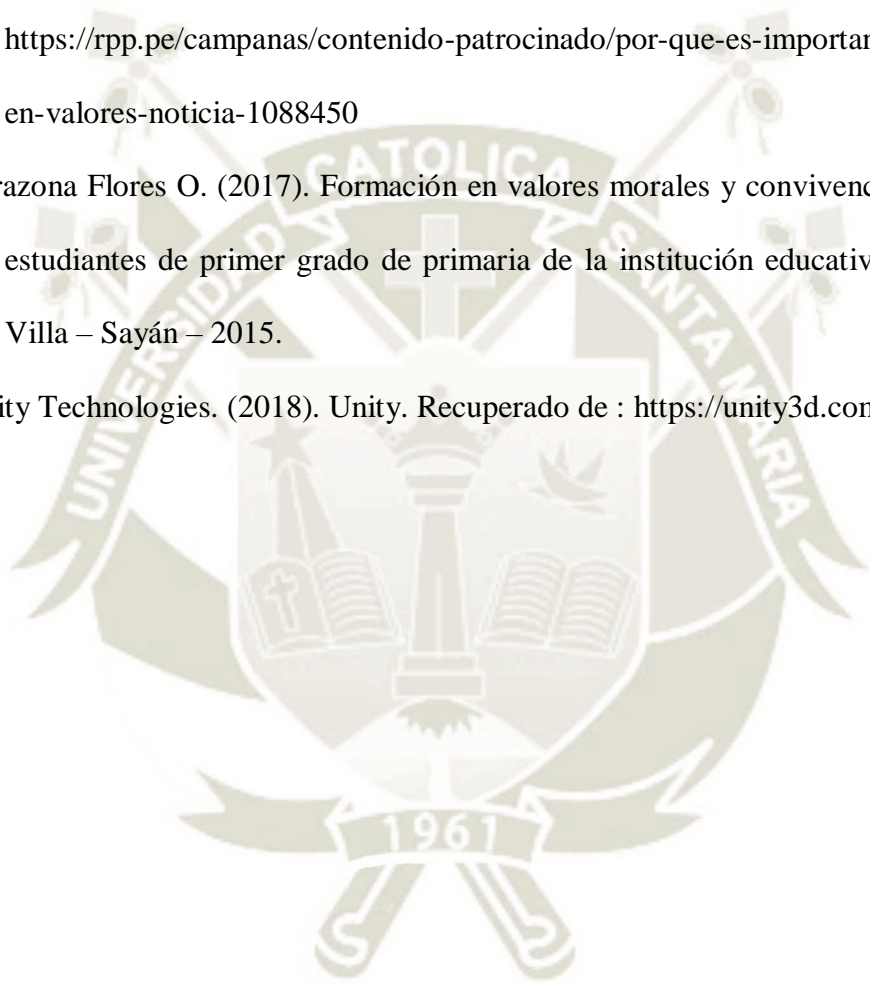 https://rpp.pe/campanas/contenido-patrocinado/por-que-es-importan
en-valores-noticia-1088450
razona Flores O. (2017). Formación en valores morales y convivenc
estudiantes de primer grado de primaria de la institución educativ
Villa – Sayán – 2015.
ity Technologies. (2018). Unity. Recuperado de : https://unity3d.con
UNIVERSIDAD CATOLICA SANTA MARIA
1961